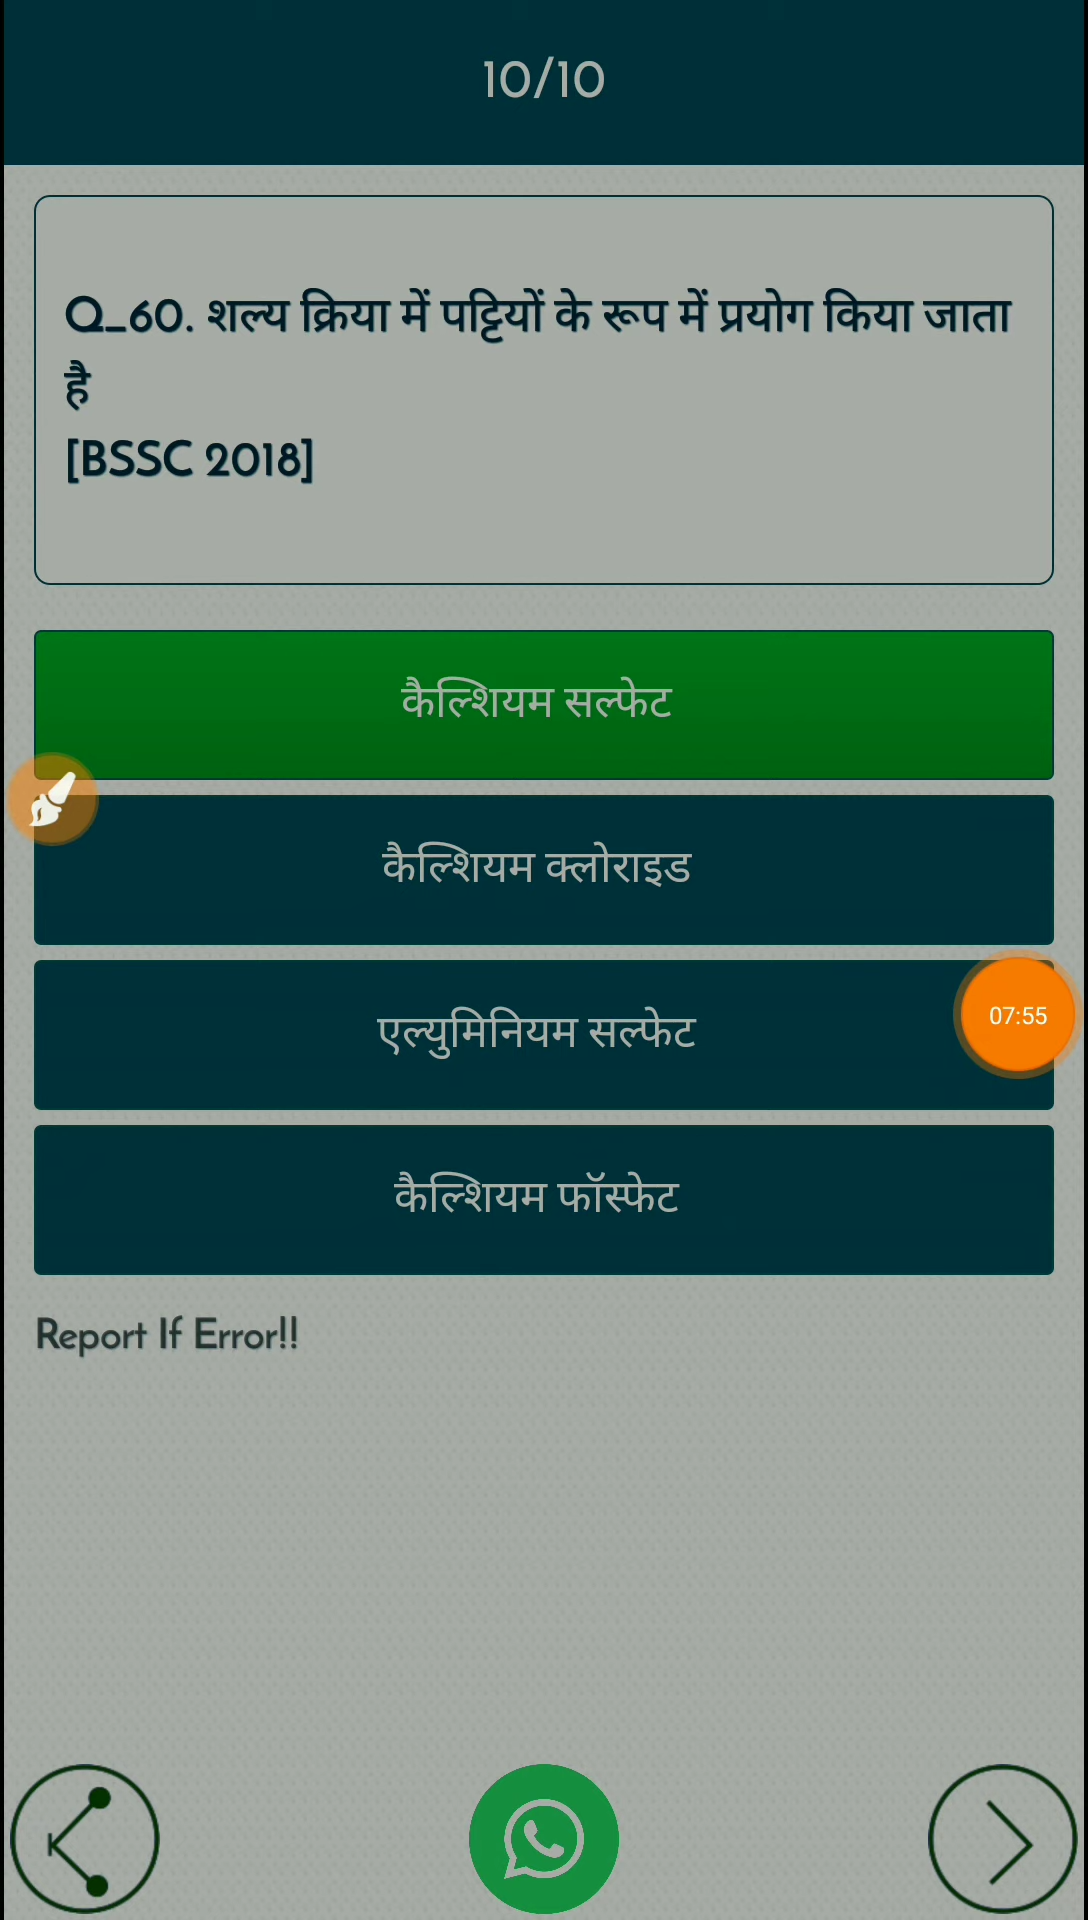 10/10
Q_60. शल्य क्रिया में पट्टियों के रूप में प्रयोग किया जाता
है
[BSSC 2018]
कैल्शियम सल्फेट
कैल्शियम क्लोराइड
एल्युमिनियम सल्फेट
07:55
कैल्शियम फॉस्फेट
Report If Error!!